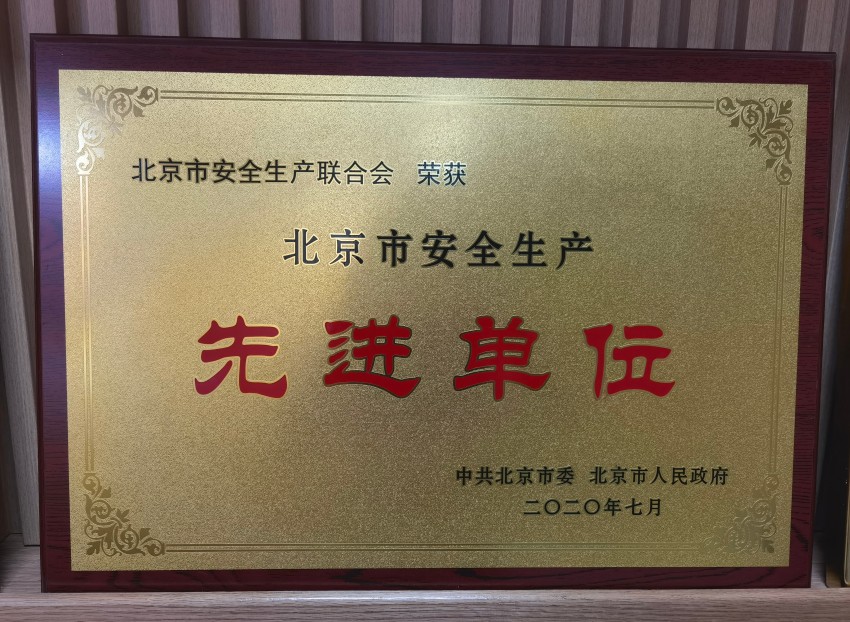 北京市安全生产联合会 荣获
北京市安全生产
先进单位
中共北京市委 北京市人民政府
二〇二〇年七月